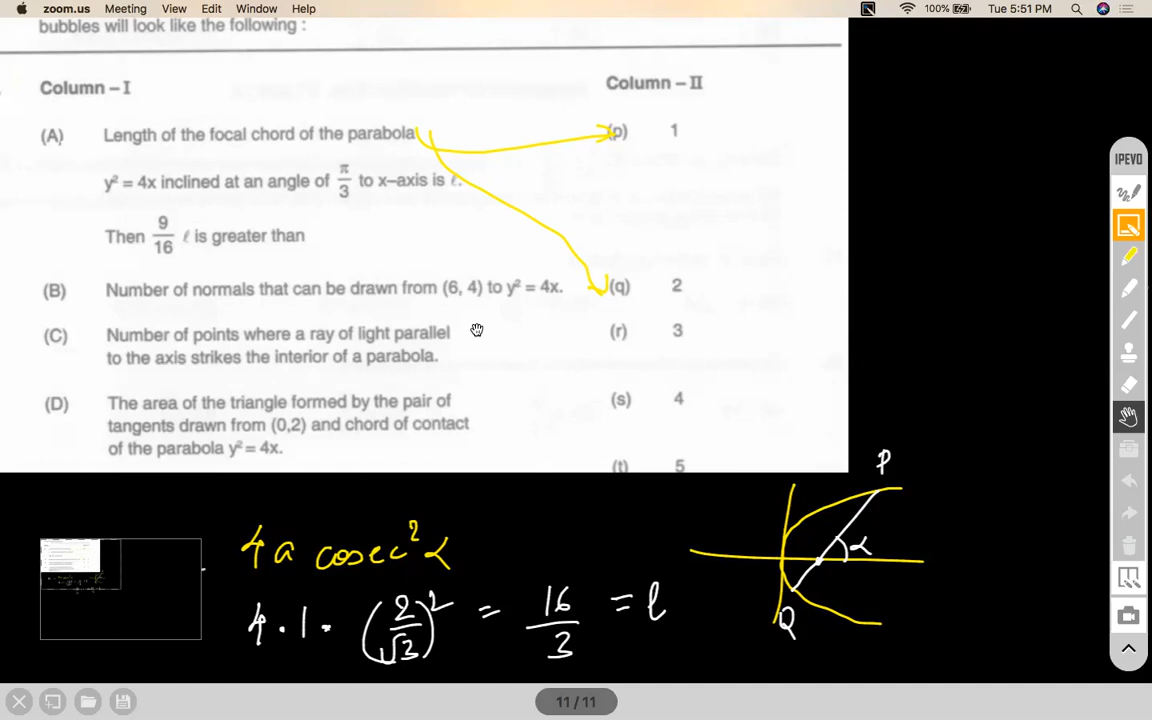 zoom.us Meeting View Edit Window Help 100% Tue 5:51 PM
bubbles will look like the following :
Column – I Column – II
(A) Length of the focal chord of the parabola (p) 1
y² = 4x inclined at an angle of π/3 to x–axis is ℓ.
Then 9/16 ℓ is greater than
(B) Number of normals that can be drawn from (6, 4) to y² = 4x. (q) 2
(C) Number of points where a ray of light parallel (r) 3
to the axis strikes the interior of a parabola.
(D) The area of the triangle formed by the pair of (s) 4
tangents drawn from (0,2) and chord of contact
of the parabola y² = 4x.
(t) 5
IPEVO
P
α
Q
4a cosec² α
4 . 1 . (2/√3)² = 16/3 = l
11 / 11